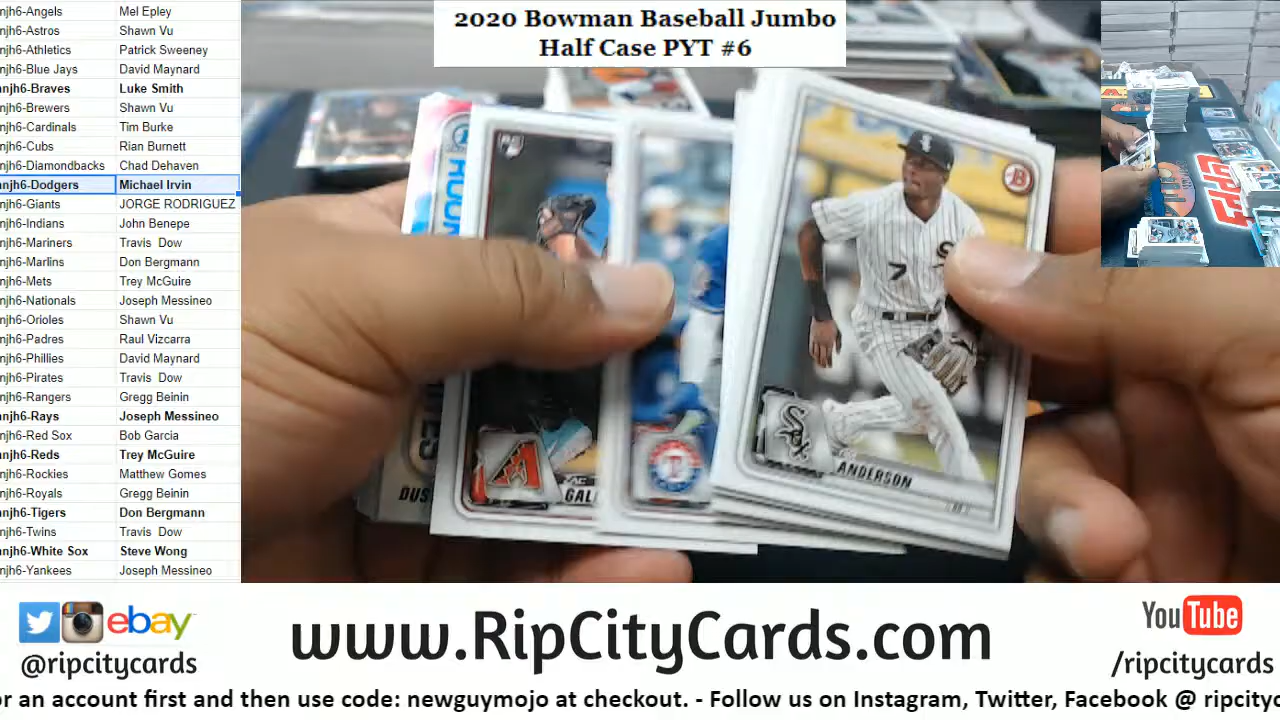 njh6-Angels Mel Epley
njh6-Astros Shawn Vu
njh6-Athletics Patrick Sweeney
njh6-Blue Jays David Maynard
njh6-Braves Luke Smith
njh6-Brewers Shawn Vu
njh6-Cardinals Tim Burke
njh6-Cubs Rian Burnett
njh6-Diamondbacks Chad Dehaven
njh6-Dodgers Michael Irvin
njh6-Giants JORGE RODRIGUEZ
njh6-Indians John Benepe
njh6-Mariners Travis Dow
njh6-Marlins Don Bergmann
njh6-Mets Trey McGuire
njh6-Nationals Joseph Messineo
njh6-Orioles Shawn Vu
njh6-Padres Raul Vizcarra
njh6-Phillies David Maynard
njh6-Pirates Travis Dow
njh6-Rangers Gregg Beinin
njh6-Rays Joseph Messineo
njh6-Red Sox Bob Garcia
njh6-Reds Trey McGuire
njh6-Rockies Matthew Gomes
njh6-Royals Gregg Beinin
njh6-Tigers Don Bergmann
njh6-Twins Travis Dow
njh6-White Sox Steve Wong
njh6-Yankees Joseph Messineo
2020 Bowman Baseball Jumbo
Half Case PYT #6
B
7
Sox
ANDERSON
GAL
DUS
ebay
@ripcitycards
www.RipCityCards.com
YouTube
/ripcitycards
or an account first and then use code: newguymojo at checkout. - Follow us on Instagram, Twitter, Facebook @ ripcityc